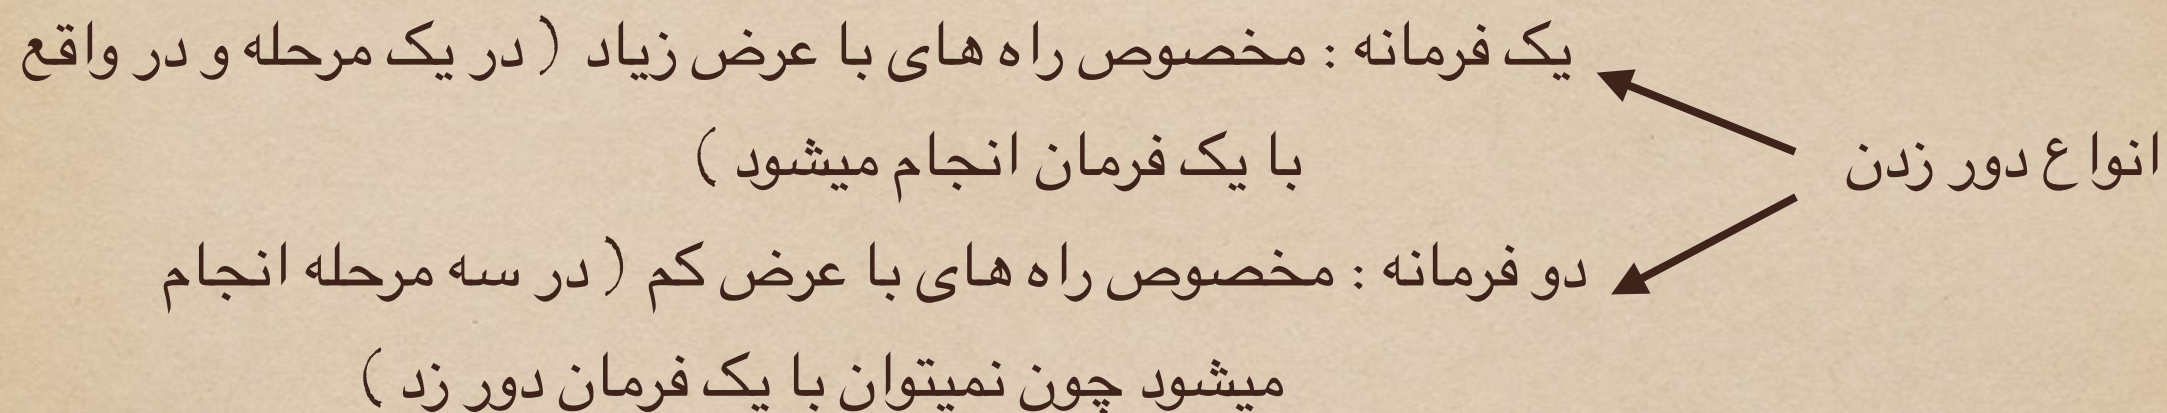 انواع دور زدن
یک فرمانه : مخصوص راه های با عرض زیاد ( در یک مرحله و در واقع
با یک فرمان انجام میشود )
دو فرمانه : مخصوص راه های با عرض کم ( در سه مرحله انجام
میشود چون نمیتوان با یک فرمان دور زد )